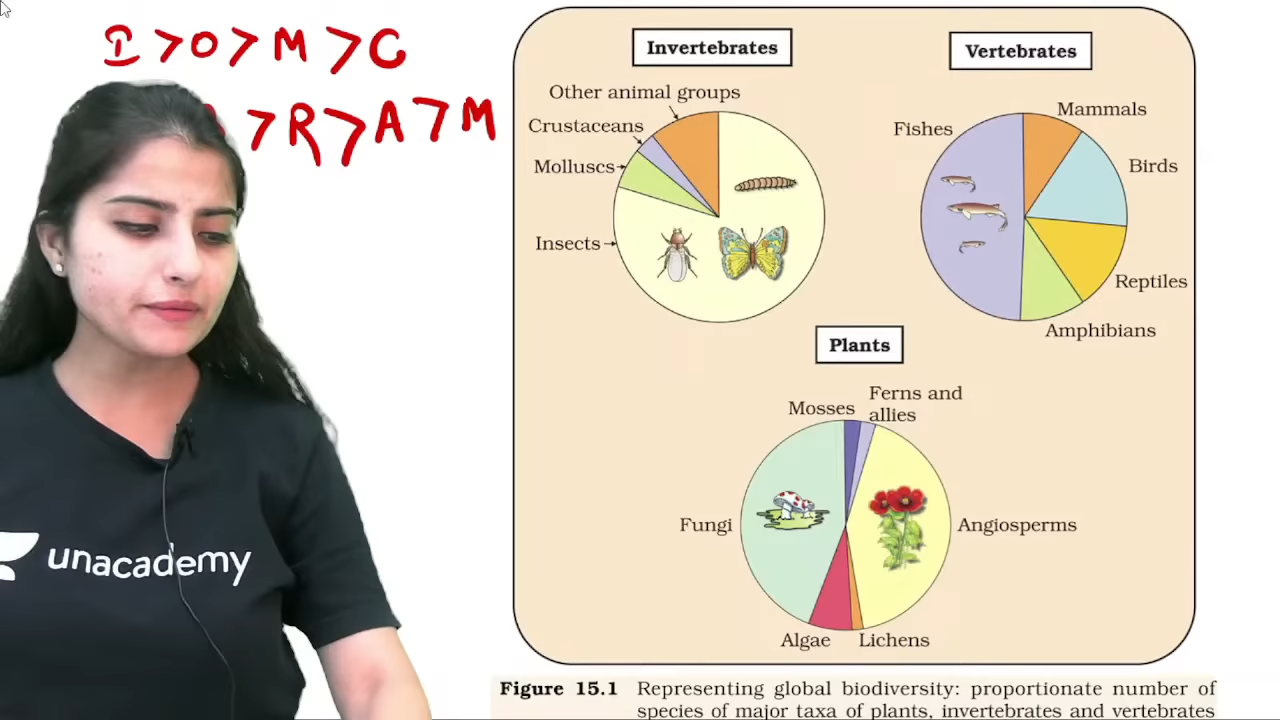 I > O > M > C
> R > A > M
Invertebrates
Other animal groups
Crustaceans
Molluscs
Insects
Vertebrates
Mammals
Fishes
Birds
Reptiles
Amphibians
Plants
Mosses
Ferns and
allies
Fungi
Angiosperms
Algae
Lichens
Figure 15.1 Representing global biodiversity: proportionate number of
species of major taxa of plants, invertebrates and vertebrates
unacademy